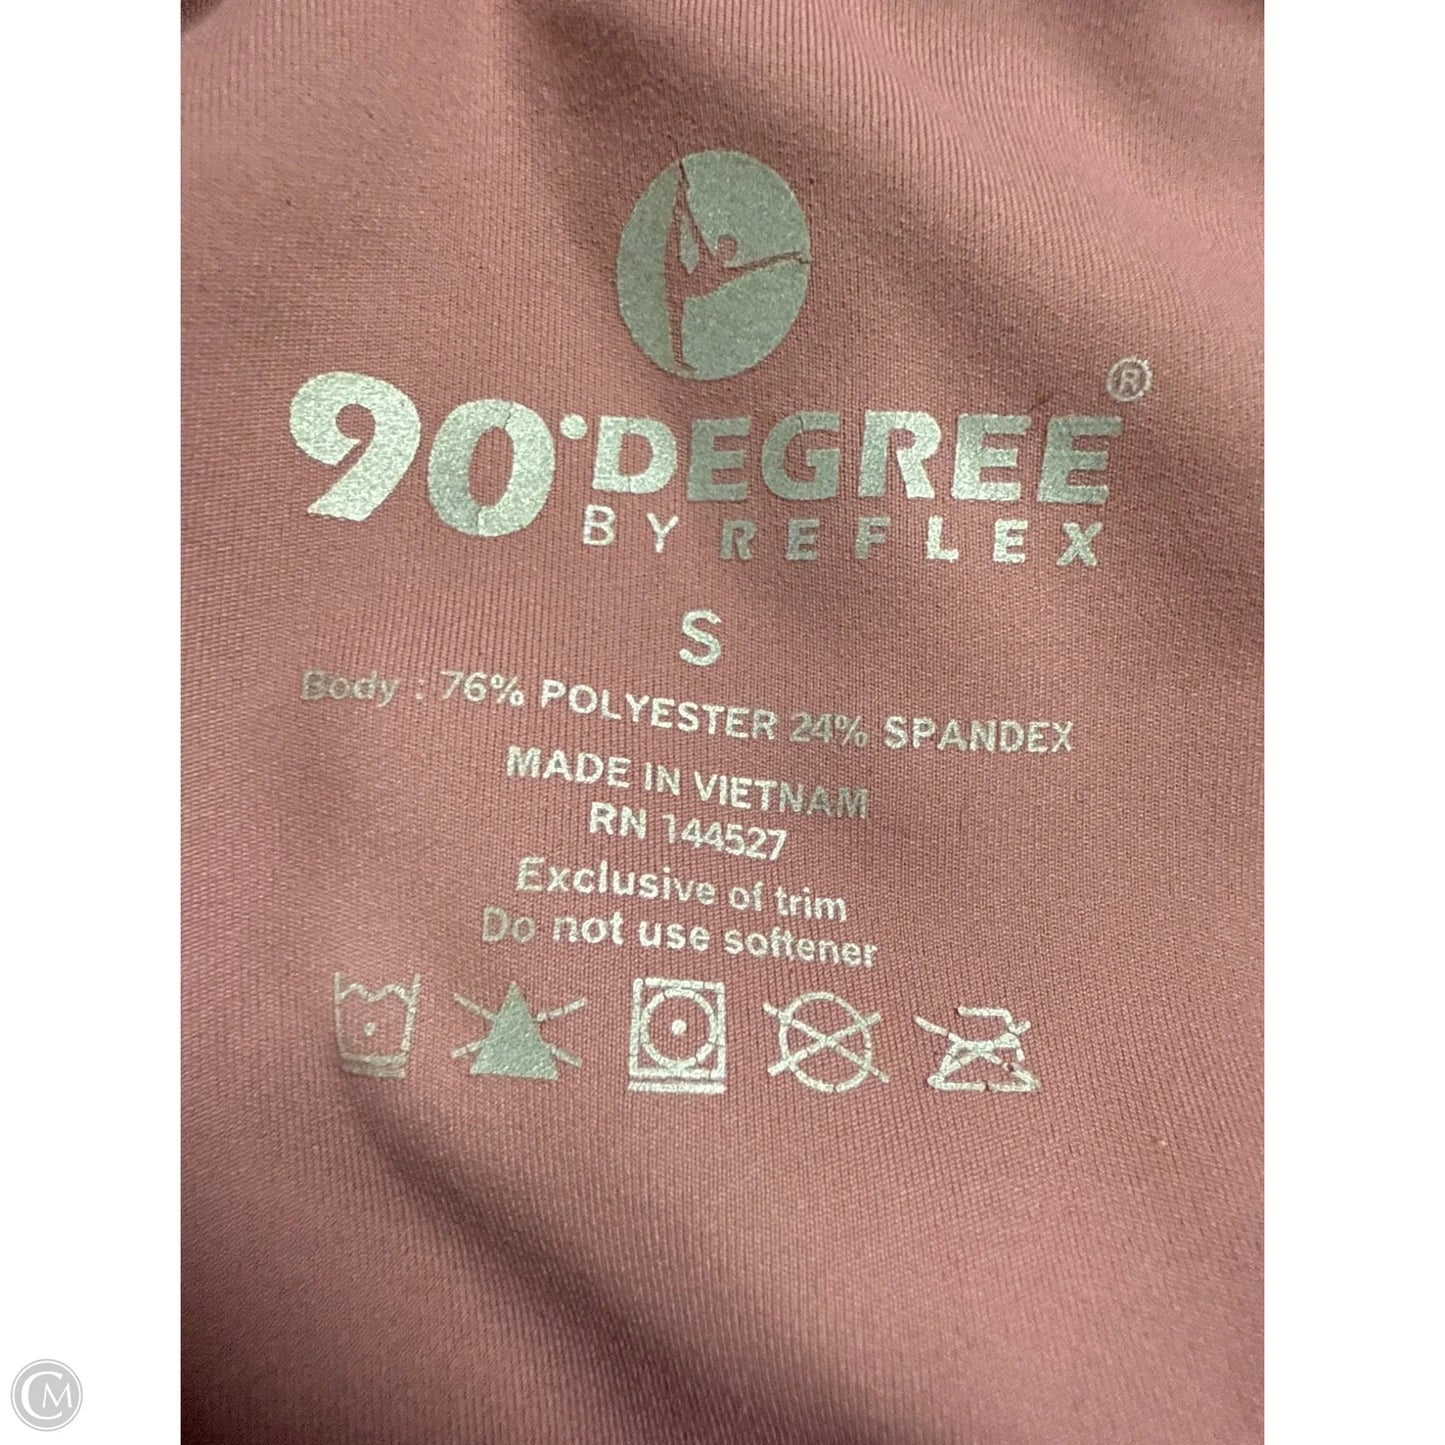 90°DEGREE®
BY REFLEX
S
Body : 76% POLYESTER 24% SPANDEX
MADE IN VIETNAM
RN 144527
Exclusive of trim
Do not use softener
CM